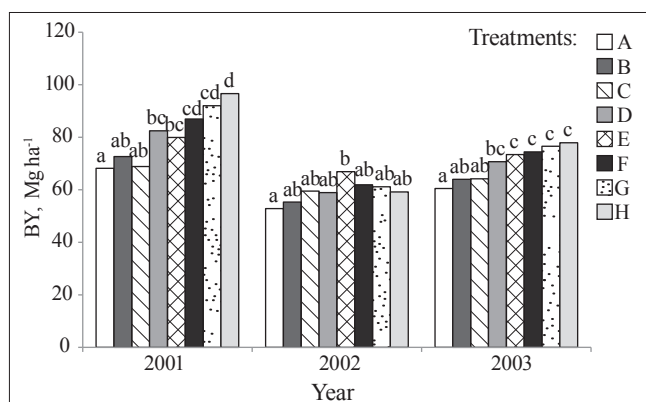 Treatments:
A
B
C
D
E
F
G
H
BY, Mg ha-1
120
100
80
60
40
20
0
a ab ab bc bc cd cd d
a ab ab ab b ab ab ab
a ab ab bc c c c c
2001 2002 2003
Year